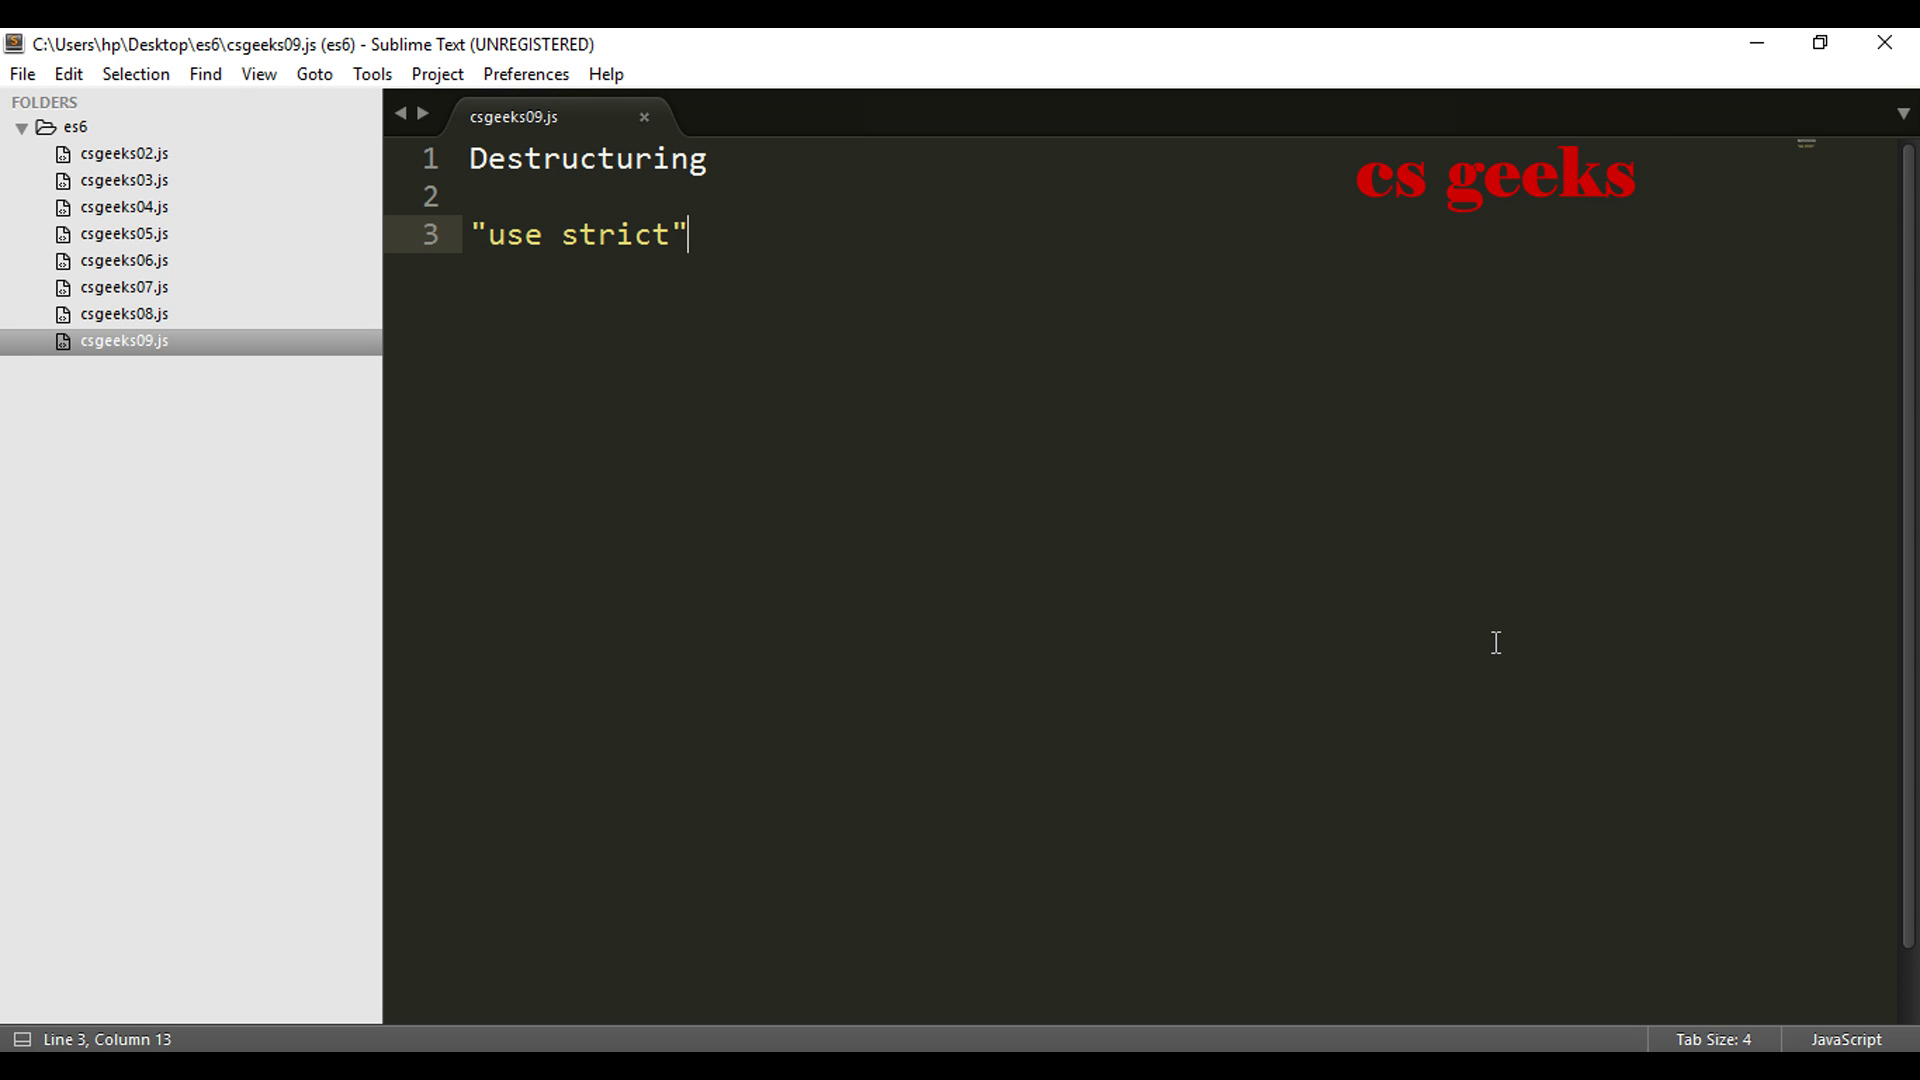 C:\Users\hp\Desktop\es6\csgeeks09.js (es6) - Sublime Text (UNREGISTERED)
File Edit Selection Find View Goto Tools Project Preferences Help
FOLDERS
es6
csgeeks02.js
csgeeks03.js
csgeeks04.js
csgeeks05.js
csgeeks06.js
csgeeks07.js
csgeeks08.js
csgeeks09.js
csgeeks09.js
1 Destructuring
2
3 "use strict"
cs geeks
Line 3, Column 13
Tab Size: 4
JavaScript